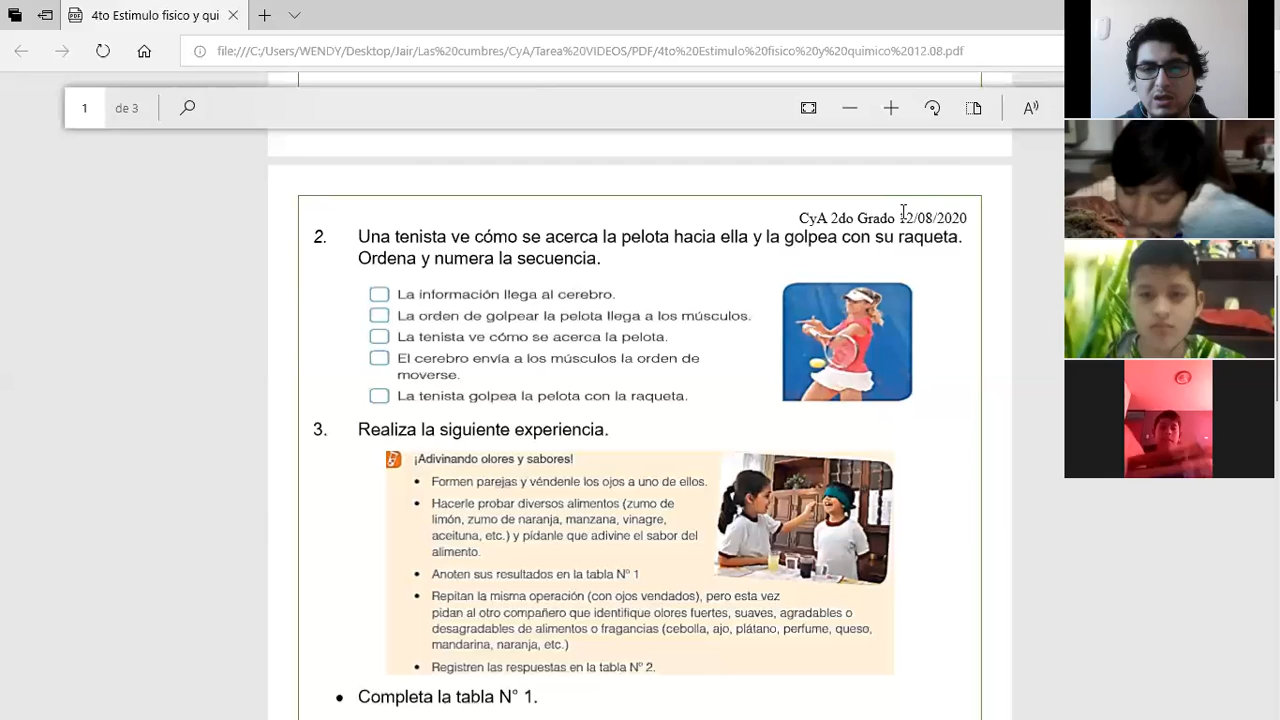 4to Estimulo fisico y qui
file:///C:/Users/WENDY/Desktop/Jair/Las%20cumbres/CyA/Tarea%20VIDEOS/PDF/4to%20Estimulo%20fisico%20y%20quimico%2012.08.pdf
1 de 3
CyA 2do Grado 12/08/2020
2. Una tenista ve cómo se acerca la pelota hacia ella y la golpea con su raqueta.
Ordena y numera la secuencia.
La información llega al cerebro.
La orden de golpear la pelota llega a los músculos.
La tenista ve cómo se acerca la pelota.
El cerebro envía a los músculos la orden de
moverse.
La tenista golpea la pelota con la raqueta.
3. Realiza la siguiente experiencia.
¡Adivinando olores y sabores!
• Formen parejas y véndenle los ojos a uno de ellos.
• Hacerle probar diversos alimentos (zumo de
limón, zumo de naranja, manzana, vinagre,
aceituna, etc.) y pídanle que adivine el sabor del
alimento.
• Anoten sus resultados en la tabla N° 1
• Repitan la misma operación (con ojos vendados), pero esta vez
pidan al otro compañero que identifique olores fuertes, suaves, agradables o
desagradables de alimentos o fragancias (cebolla, ajo, plátano, perfume, queso,
mandarina, naranja, etc.)
• Registren las respuestas en la tabla N° 2.
• Completa la tabla N° 1.